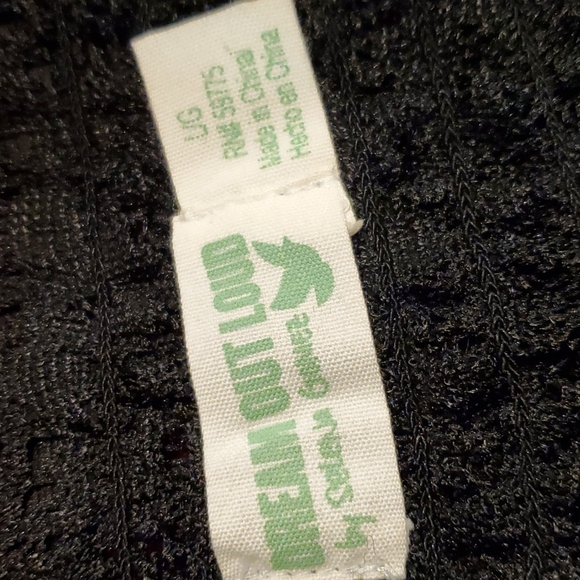 L/G
RN# 59775
Made in China
Hecho en China
DREAM OUT LOUD
by Selena Gomez